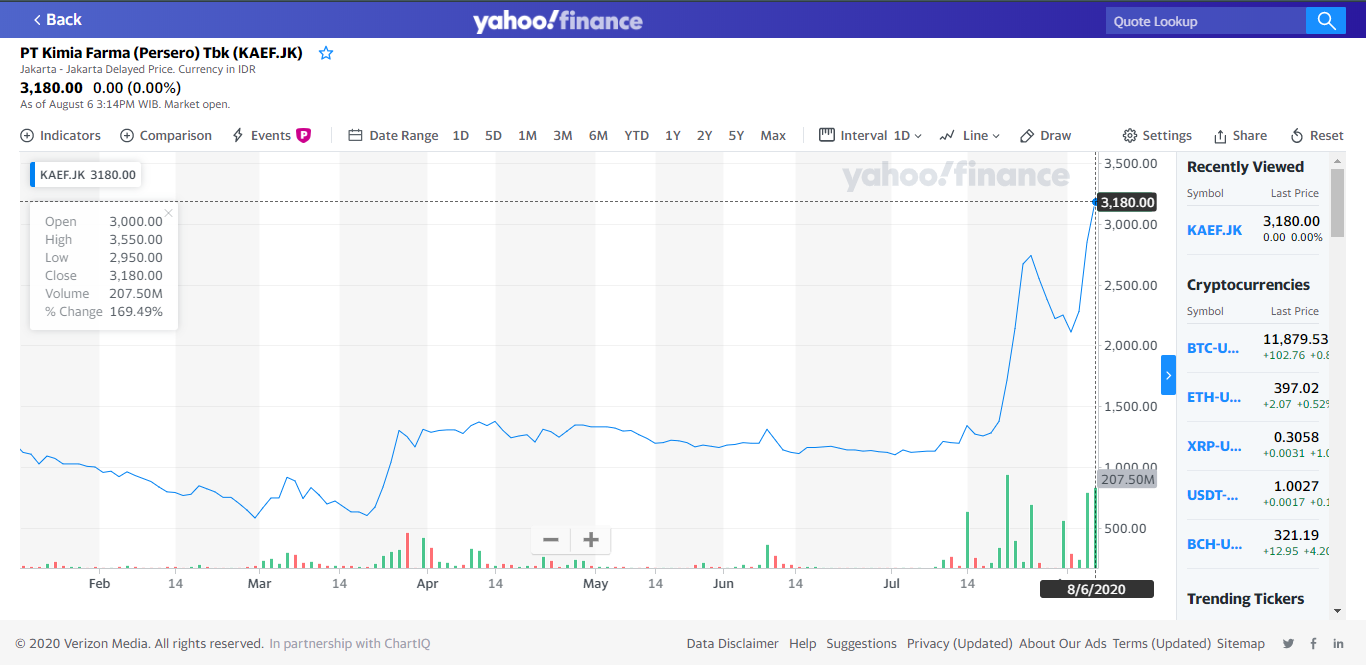 Back
yahoo!finance
Quote Lookup
PT Kimia Farma (Persero) Tbk (KAEF.JK)
Jakarta - Jakarta Delayed Price. Currency in IDR
3,180.00 0.00 (0.00%)
As of August 6 3:14PM WIB. Market open.
Indicators Comparison Events P Date Range 1D 5D 1M 3M 6M YTD 1Y 2Y 5Y Max Interval 1D Line Draw Settings Share Reset
KAEF.JK 3180.00
yahoo!finance
Open 3,000.00
High 3,550.00
Low 2,950.00
Close 3,180.00
Volume 207.50M
% Change 169.49%
3,500.00
3,180.00
3,000.00
2,500.00
2,000.00
1,500.00
1,000.00
207.50M
500.00
Feb 14 Mar 14 Apr 14 May 14 Jun 14 Jul 14
8/6/2020
Recently Viewed
Symbol Last Price
KAEF.JK 3,180.00
0.00 0.00%
Cryptocurrencies
Symbol Last Price
BTC-U... 11,879.53
+102.76 +0.8
ETH-U... 397.02
+2.07 +0.52%
XRP-U... 0.3058
+0.0031 +1.0
USDT-... 1.0027
+0.0017 +0.1
BCH-U... 321.19
+12.95 +4.20
Trending Tickers
© 2020 Verizon Media. All rights reserved. In partnership with ChartIQ
Data Disclaimer Help Suggestions Privacy (Updated) About Our Ads Terms (Updated) Sitemap